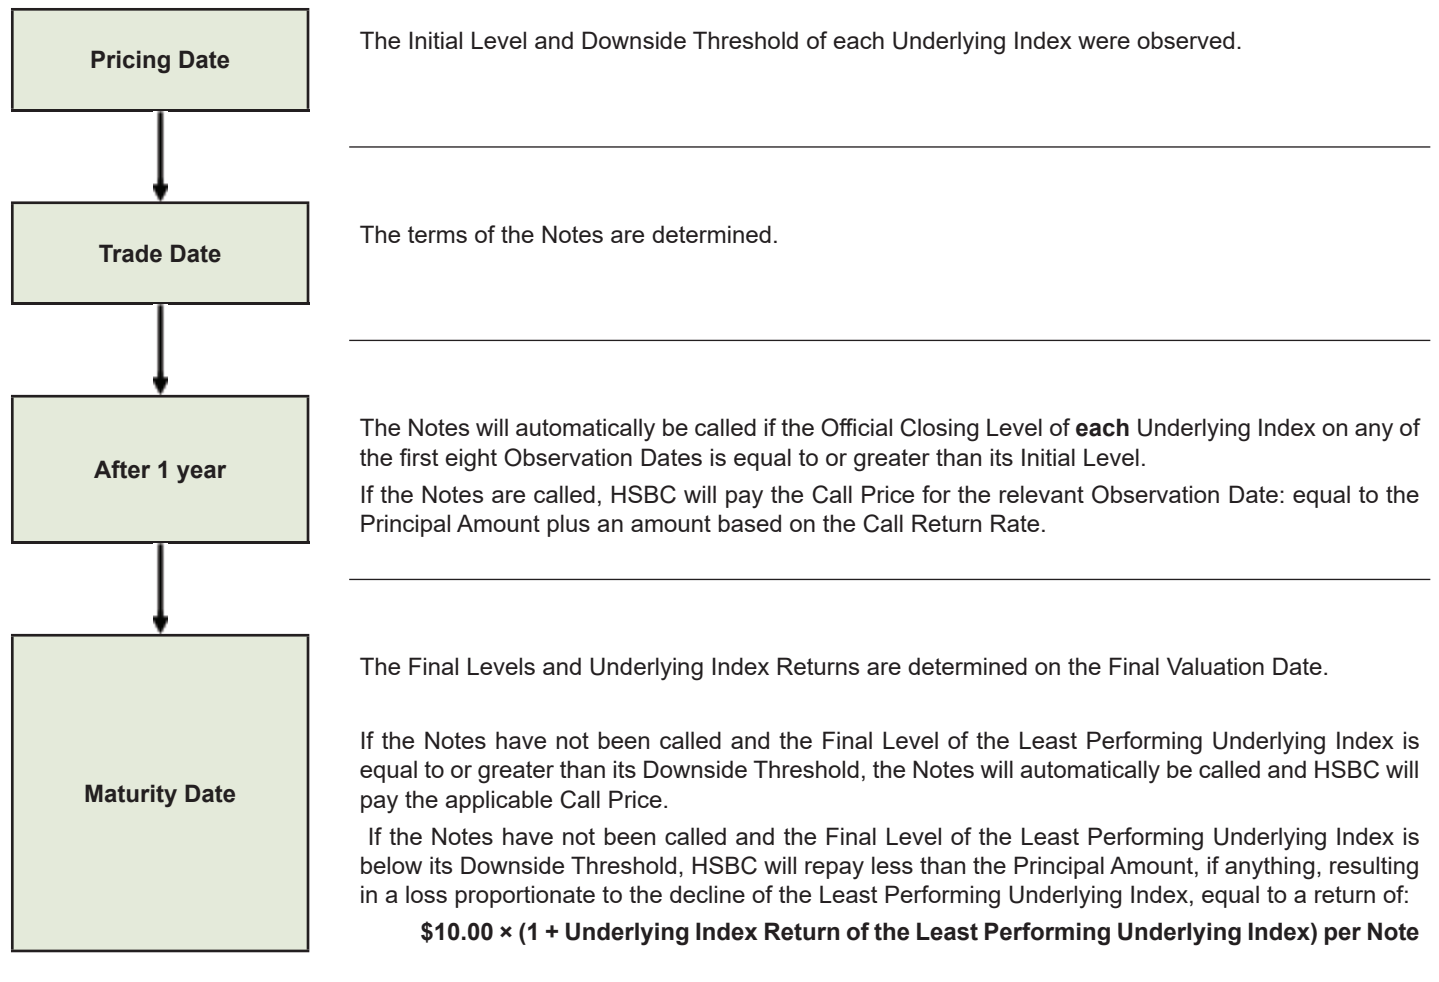 Pricing Date
The Initial Level and Downside Threshold of each Underlying Index were observed.
Trade Date
The terms of the Notes are determined.
After 1 year
The Notes will automatically be called if the Official Closing Level of each Underlying Index on any of
the first eight Observation Dates is equal to or greater than its Initial Level.
If the Notes are called, HSBC will pay the Call Price for the relevant Observation Date: equal to the
Principal Amount plus an amount based on the Call Return Rate.
Maturity Date
The Final Levels and Underlying Index Returns are determined on the Final Valuation Date.
If the Notes have not been called and the Final Level of the Least Performing Underlying Index is
equal to or greater than its Downside Threshold, the Notes will automatically be called and HSBC will
pay the applicable Call Price.
If the Notes have not been called and the Final Level of the Least Performing Underlying Index is
below its Downside Threshold, HSBC will repay less than the Principal Amount, if anything, resulting
in a loss proportionate to the decline of the Least Performing Underlying Index, equal to a return of:
$10.00 × (1 + Underlying Index Return of the Least Performing Underlying Index) per Note